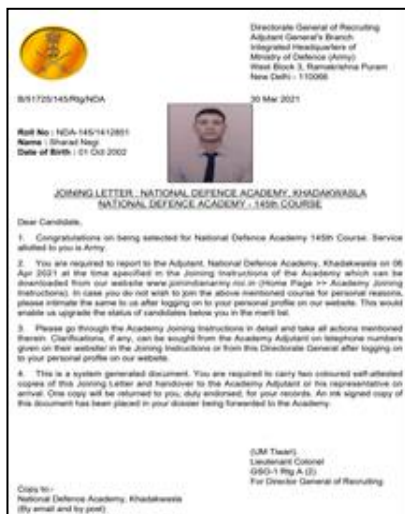 Directorate General of Recruiting
Adjutant General's Branch
Integrated Headquarters of
Ministry of Defence (Army)
West Block 3, Ramakrishna Puram
New Delhi - 110066
B/51725/145/Rtg/NDA
30 Mar 2021
Roll No : NDA-145/1412851
Name : Sharad Nagi
Date of Birth : 01 Oct 2002
JOINING LETTER : NATIONAL DEFENCE ACADEMY, KHADAKWASLA
NATIONAL DEFENCE ACADEMY - 145th COURSE
Dear Candidate,
1. Congratulations on being selected for National Defence Academy 145th Course. Service
allotted to you is Army.
2. You are required to report to the Adjutant, National Defence Academy, Khadakwasla on 06
Apr 2021 at the time specified in the Joining Instructions of the Academy which can be
downloaded from our website www.joinindianarmy.nic.in (Home Page >> Academy Joining
Instructions). In case you do not wish to join the above mentioned course for personal reasons,
please intimate the same to us after logging on to your personal profile on our website. This would
enable us upgrade the status of candidates below you in the merit list.
3. Please go through the Academy Joining Instructions in detail and take all actions mentioned
therein. Clarifications, if any, can be sought from the Academy Adjutant on telephone numbers
given on their website/in the Joining Instructions or from this Directorate General after logging on
to your personal profile on our website.
4. This is a system generated document. You are required to carry two coloured self-attested
copies of this Joining Letter and handover to the Academy Adjutant or his representative on
arrival. One copy will be returned to you, duly endorsed, for your records. An ink signed copy of
this document has been placed in your dossier being forwarded to the Academy.
(UM Tiwari)
Lieutenant Colonel
GSO-1 Rtg A (2)
For Director General of Recruiting
Copy to:-
National Defence Academy, Khadakwasla
(By email and by post)